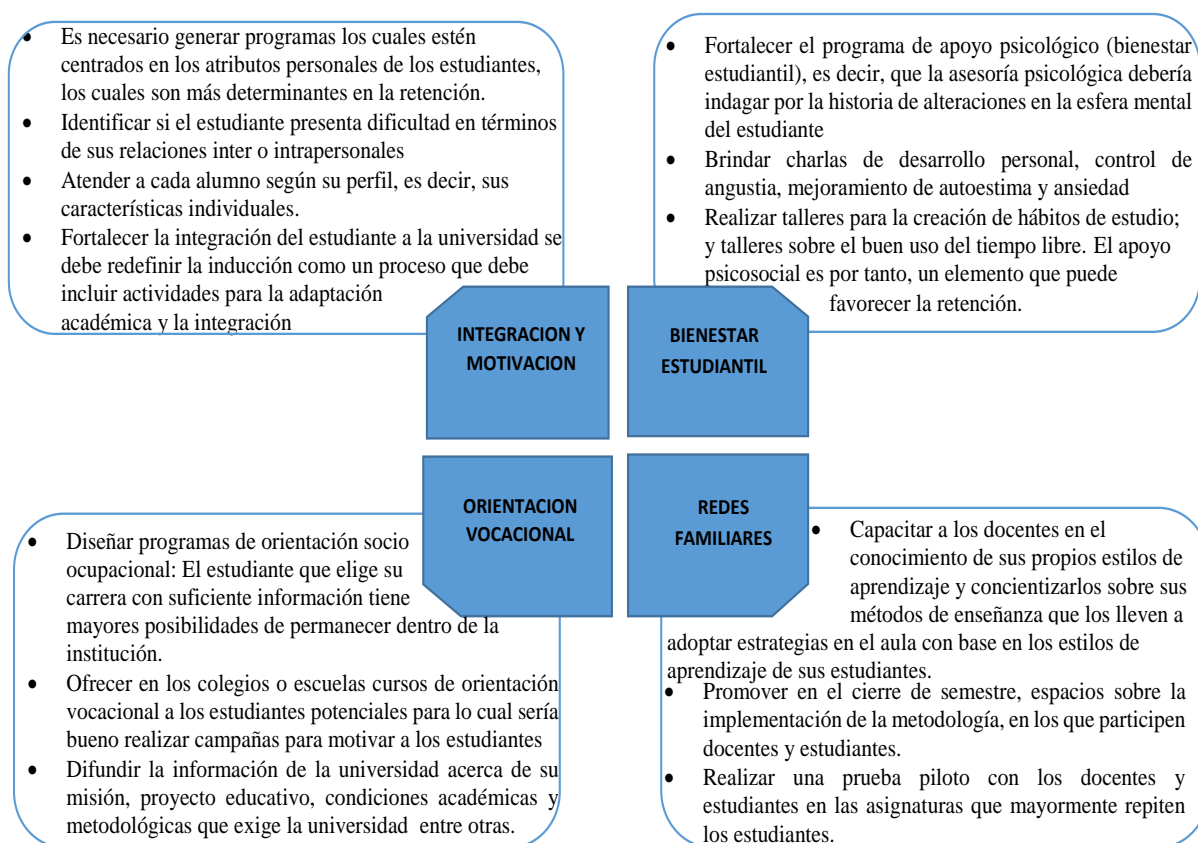 • Es necesario generar programas los cuales estén
centrados en los atributos personales de los estudiantes,
los cuales son más determinantes en la retención.
• Identificar si el estudiante presenta dificultad en términos
de sus relaciones inter o intrapersonales
• Atender a cada alumno según su perfil, es decir, sus
características individuales.
• Fortalecer la integración del estudiante a la universidad se
debe redefinir la inducción como un proceso que debe
incluir actividades para la adaptación
académica y la integración
• Fortalecer el programa de apoyo psicológico (bienestar
estudiantil), es decir, que la asesoría psicológica debería
indagar por la historia de alteraciones en la esfera mental
del estudiante
• Brindar charlas de desarrollo personal, control de
angustia, mejoramiento de autoestima y ansiedad
• Realizar talleres para la creación de hábitos de estudio;
y talleres sobre el buen uso del tiempo libre. El apoyo
psicosocial es por tanto, un elemento que puede
favorecer la retención.
INTEGRACION Y
MOTIVACION
BIENESTAR
ESTUDIANTIL
ORIENTACION
VOCACIONAL
REDES
FAMILIARES
• Diseñar programas de orientación socio
ocupacional: El estudiante que elige su
carrera con suficiente información tiene
mayores posibilidades de permanecer dentro de la
institución.
• Ofrecer en los colegios o escuelas cursos de orientación
vocacional a los estudiantes potenciales para lo cual sería
bueno realizar campañas para motivar a los estudiantes
• Difundir la información de la universidad acerca de su
misión, proyecto educativo, condiciones académicas y
metodológicas que exige la universidad entre otras.
• Capacitar a los docentes en el
conocimiento de sus propios estilos de
aprendizaje y concientizarlos sobre sus
métodos de enseñanza que los lleven a
adoptar estrategias en el aula con base en los estilos de
aprendizaje de sus estudiantes.
• Promover en el cierre de semestre, espacios sobre la
implementación de la metodología, en los que participen
docentes y estudiantes.
• Realizar una prueba piloto con los docentes y
estudiantes en las asignaturas que mayormente repiten
los estudiantes.